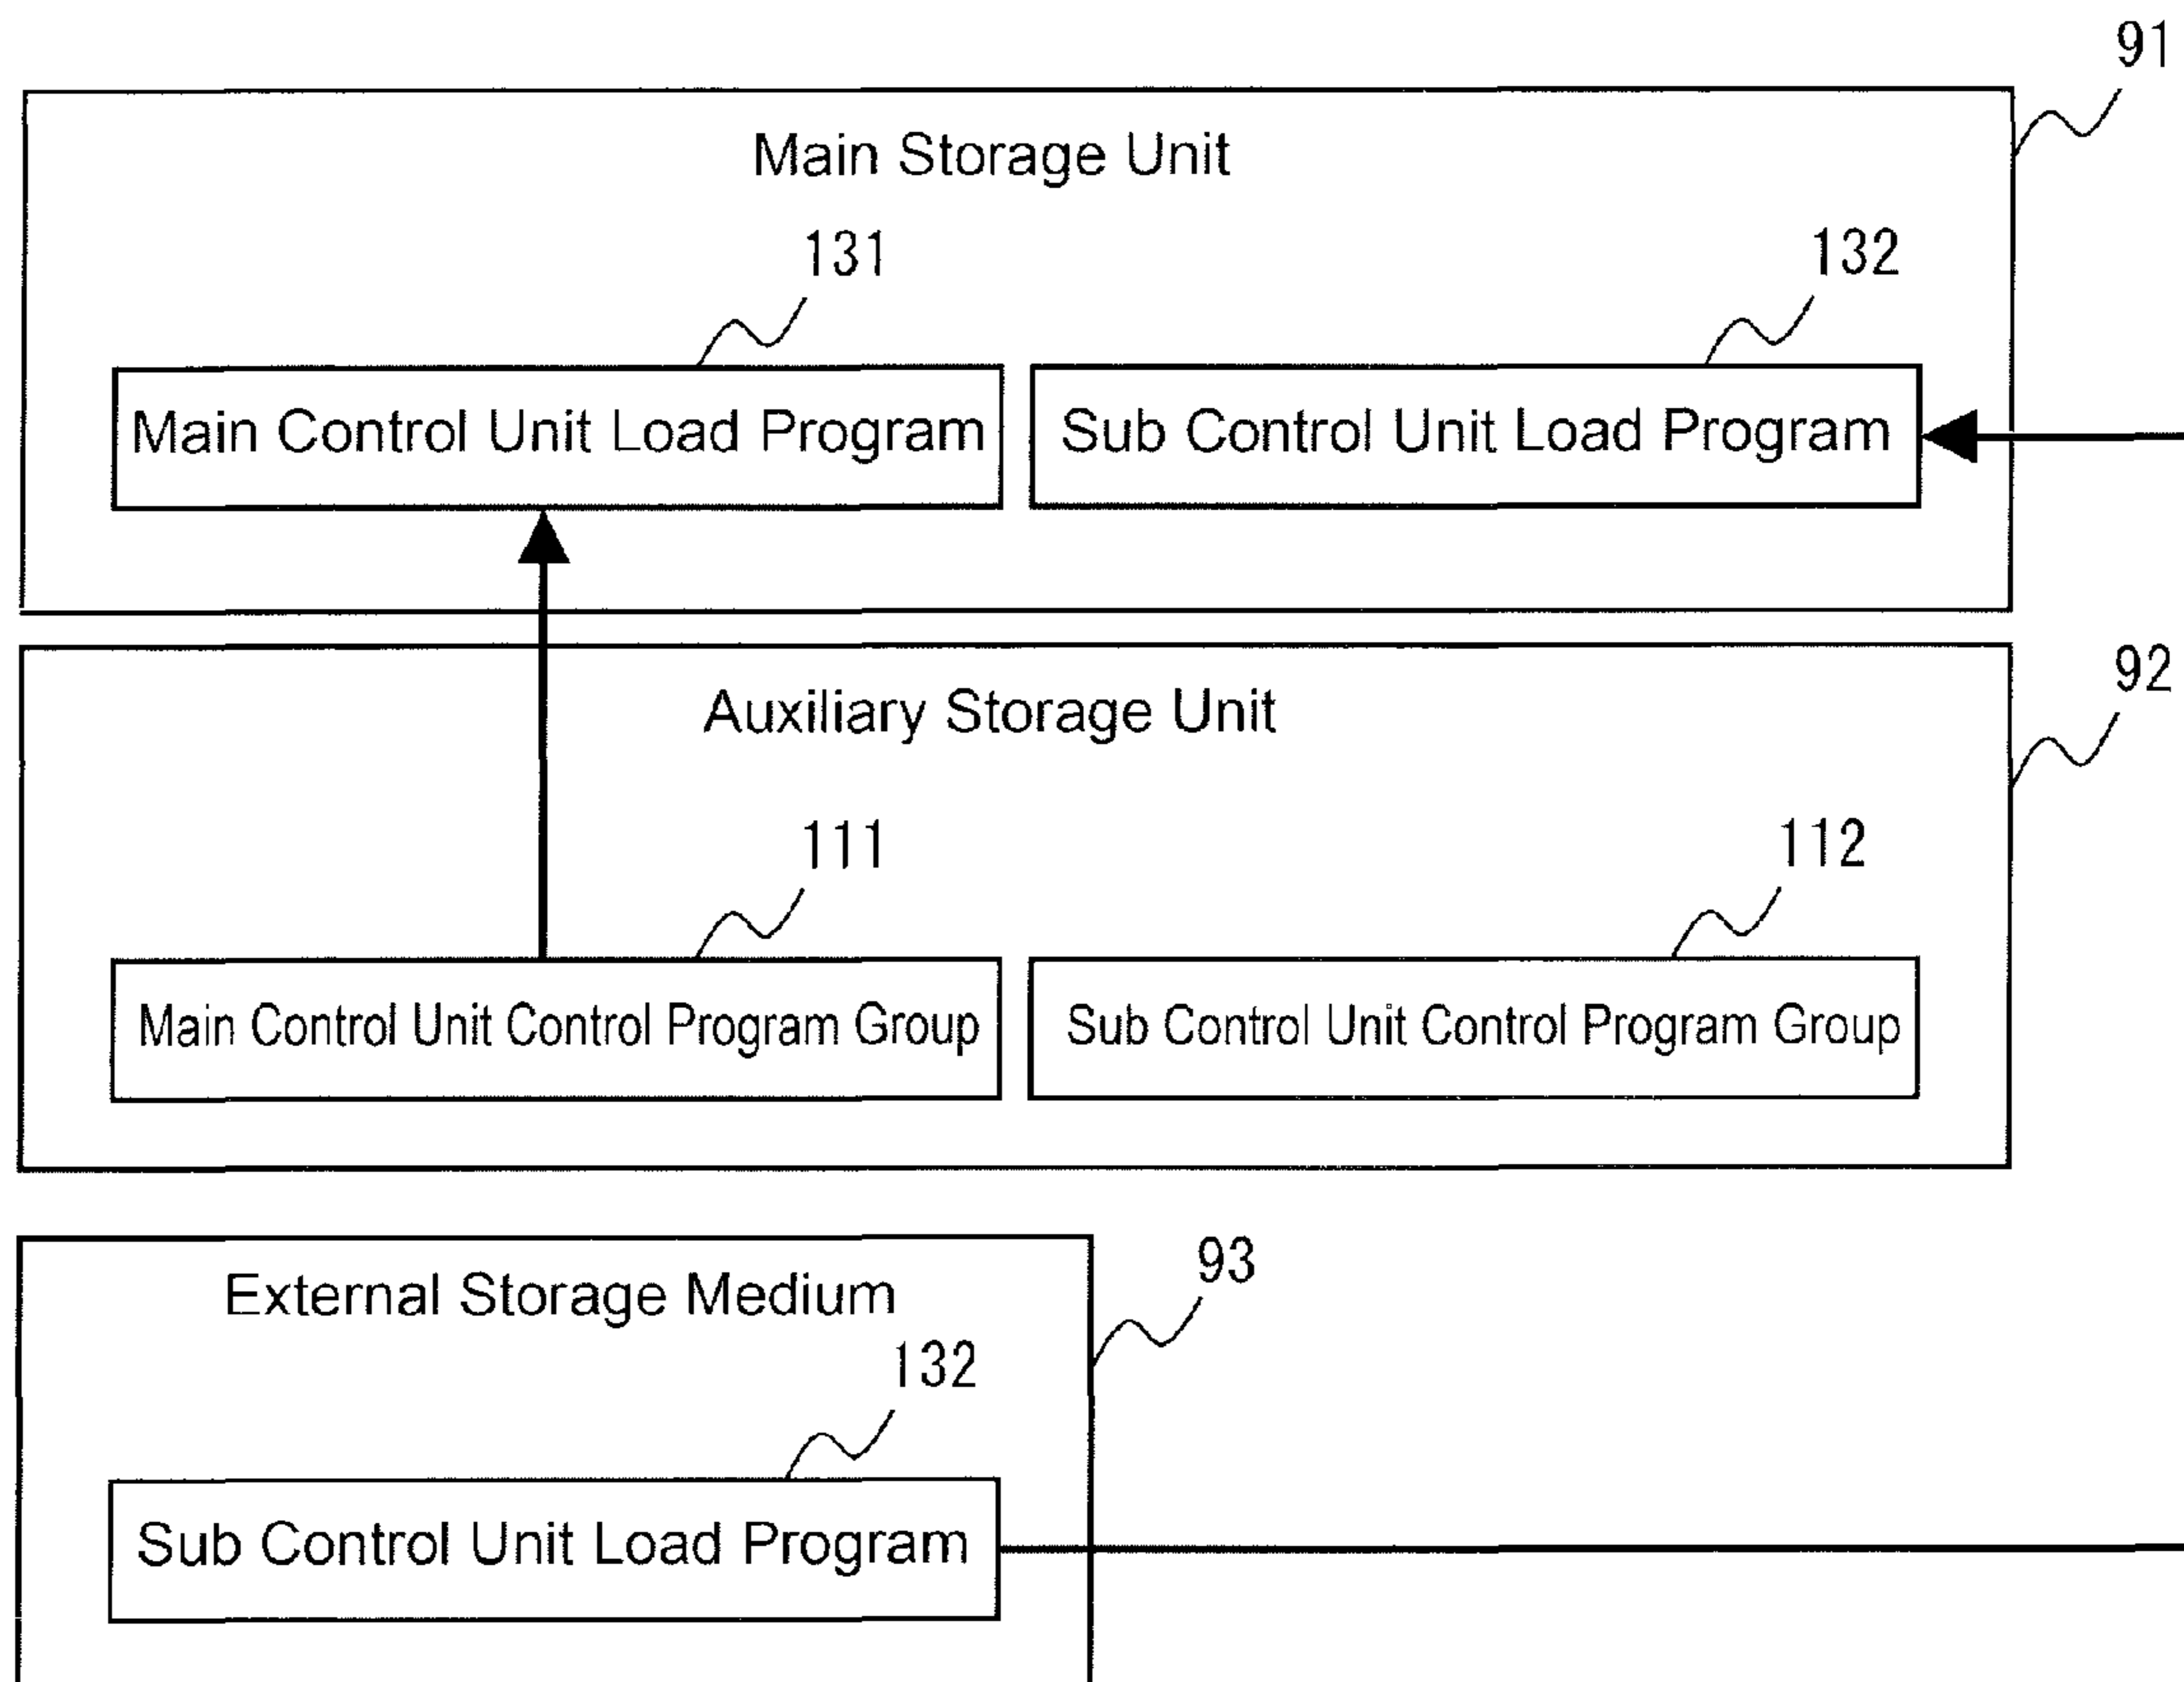 91
Main Storage Unit
131
132
Main Control Unit Load Program
Sub Control Unit Load Program
92
Auxiliary Storage Unit
111
112
Main Control Unit Control Program Group
Sub Control Unit Control Program Group
93
External Storage Medium
132
Sub Control Unit Load Program